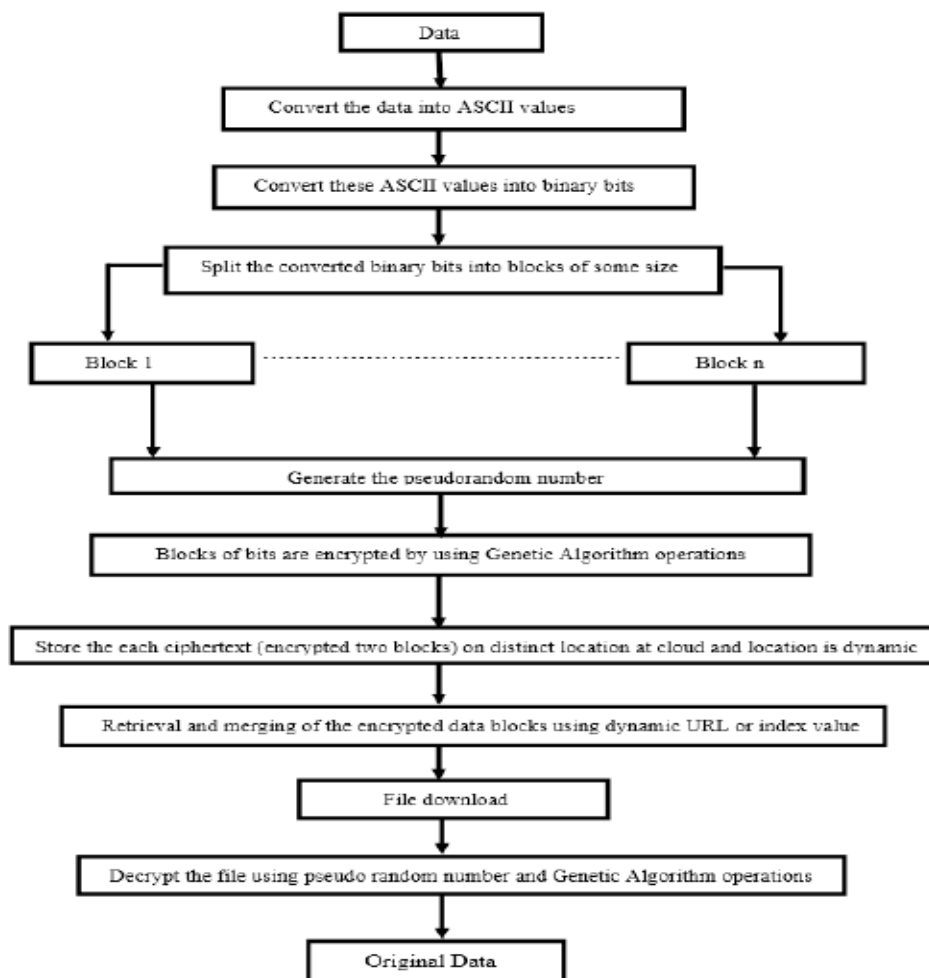 Data
Convert the data into ASCII values
Convert these ASCII values into binary bits
Split the converted binary bits into blocks of some size
Block 1
Block n
Generate the pseudorandom number
Blocks of bits are encrypted by using Genetic Algorithm operations
Store the each ciphertext (encrypted two blocks) on distinct location at cloud and location is dynamic
Retrieval and merging of the encrypted data blocks using dynamic URL or index value
File download
Decrypt the file using pseudo random number and Genetic Algorithm operations
Original Data